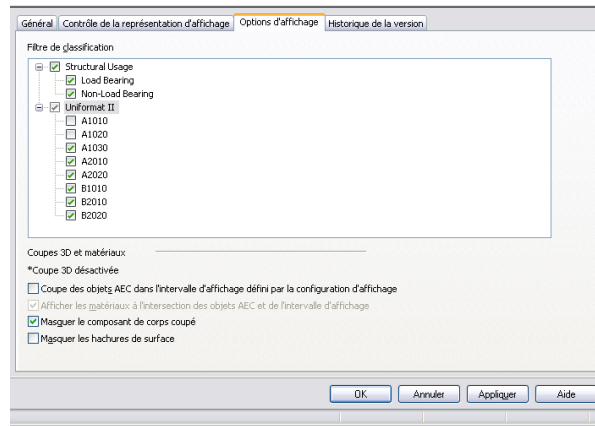 Général
Contrôle de la représentation d'affichage
Options d'affichage
Historique de la version
Filtre de classification
Structural Usage
Load Bearing
Non-Load Bearing
Uniformat II
A1010
A1020
A1030
A2010
A2020
B1010
B2010
B2020
Coupes 3D et matériaux
*Coupe 3D désactivée
Coupe des objets AEC dans l'intervalle d'affichage défini par la configuration d'affichage
Afficher les matériaux à l'intersection des objets AEC et de l'intervalle d'affichage
Masquer le composant de corps coupé
Masquer les hachures de surface
OK
Annuler
Appliquer
Aide